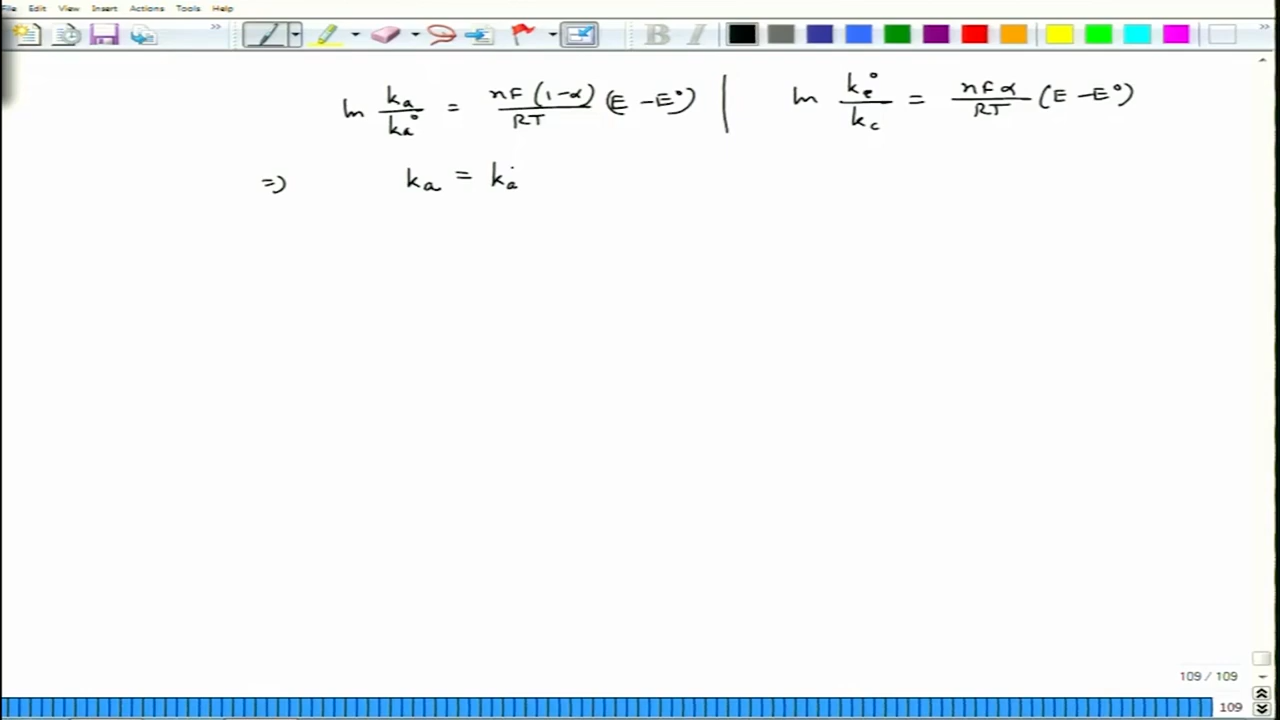 File Edit View Insert Actions Tools Help
B I
ln ka/ka° = nF(1-α)/RT (E - E°) | ln kc°/kc = nFα/RT (E - E°)
=> ka = ka°
109 / 109
109